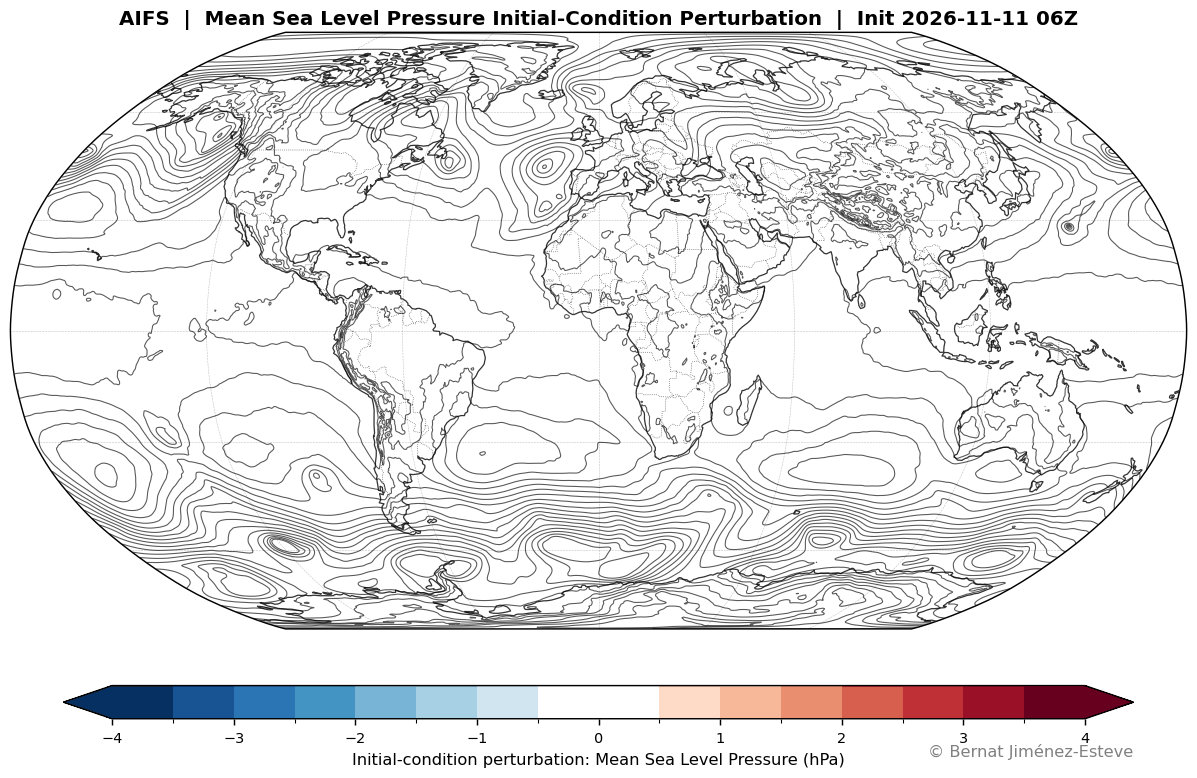 AIFS | Mean Sea Level Pressure Initial-Condition Perturbation | Init 2026-11-11 06Z
−4 −3 −2 −1 0 1 2 3 4
Initial-condition perturbation: Mean Sea Level Pressure (hPa)
© Bernat Jiménez-Esteve